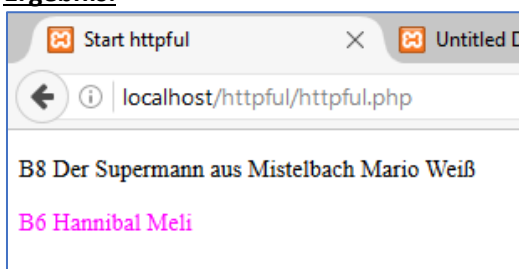 Ergebnis:
Start httpful
Untitled D
localhost/httpful/httpful.php
B8 Der Supermann aus Mistelbach Mario Weiß
B6 Hannibal Meli